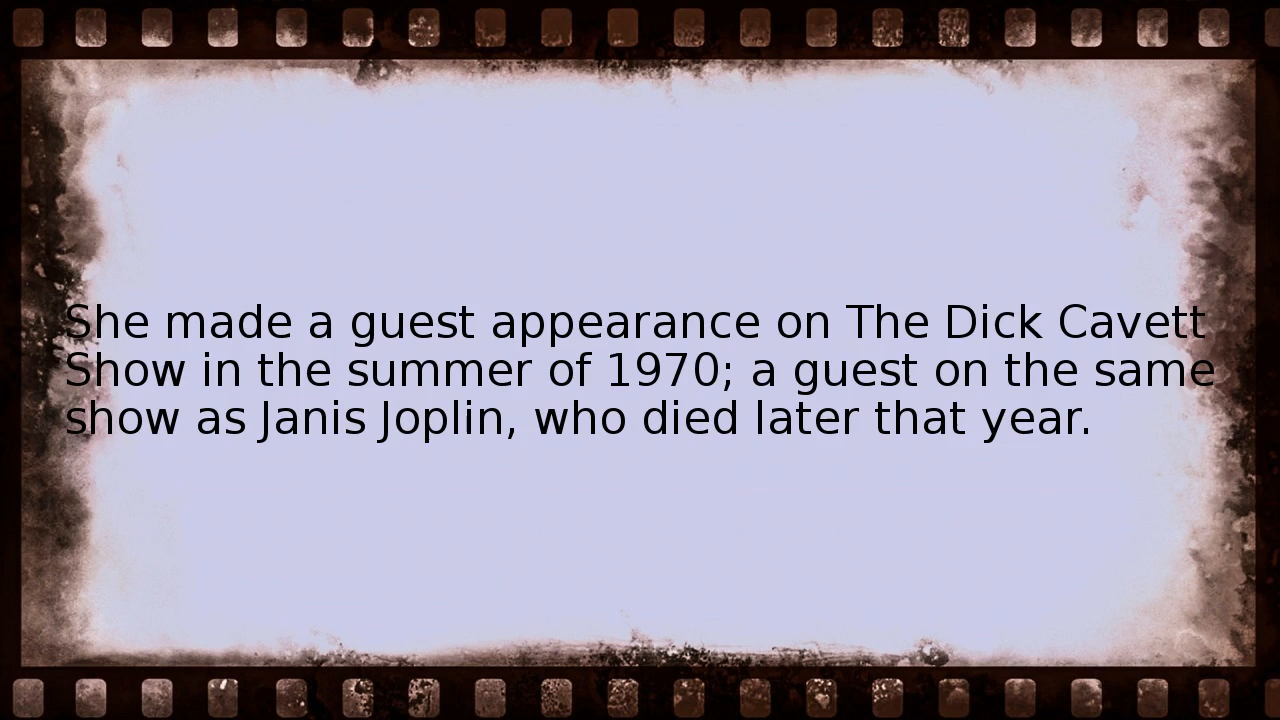 She made a guest appearance on The Dick Cavett
Show in the summer of 1970; a guest on the same
show as Janis Joplin, who died later that year.